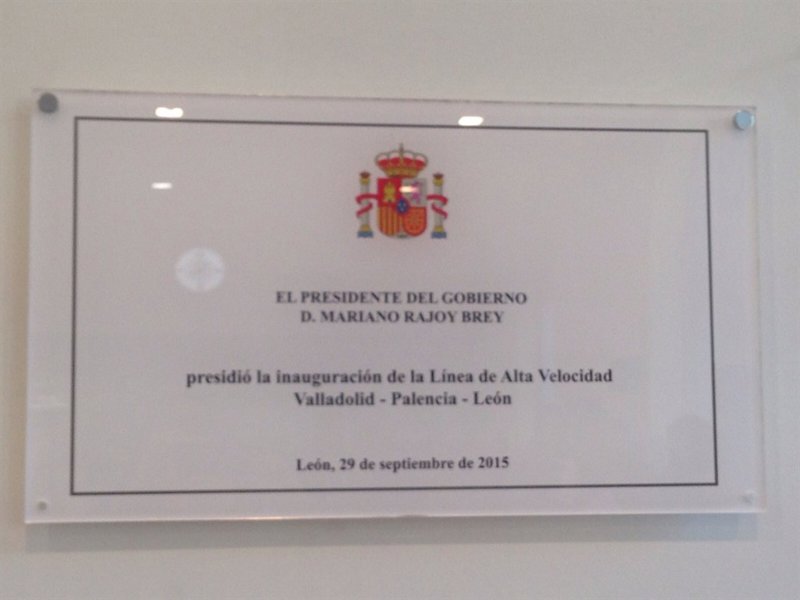 EL PRESIDENTE DEL GOBIERNO
D. MARIANO RAJOY BREY
presidió la inauguración de la Línea de Alta Velocidad
Valladolid - Palencia - León
León, 29 de septiembre de 2015